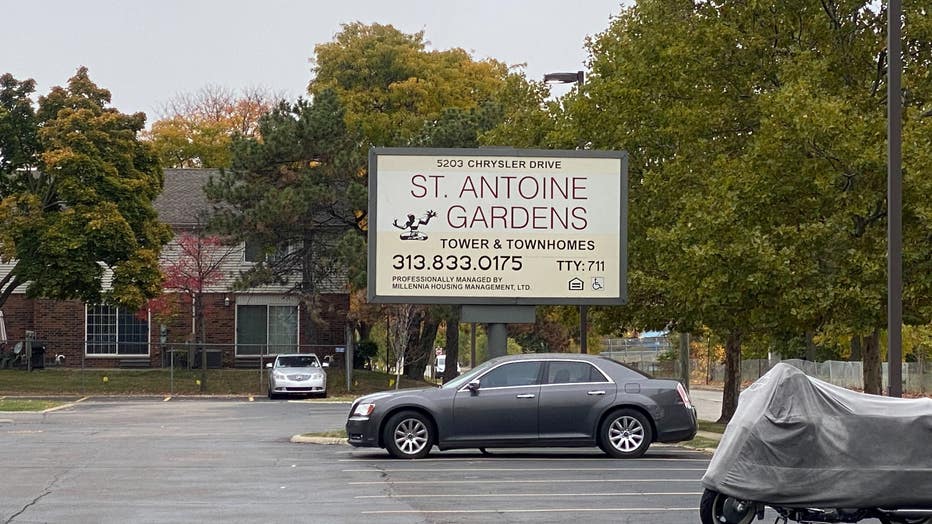 5203 CHRYSLER DRIVE
ST. ANTOINE
GARDENS
TOWER & TOWNHOMES
313.833.0175 TTY: 711
PROFESSIONALLY MANAGED BY
MILLENNIA HOUSING MANAGEMENT, LTD.